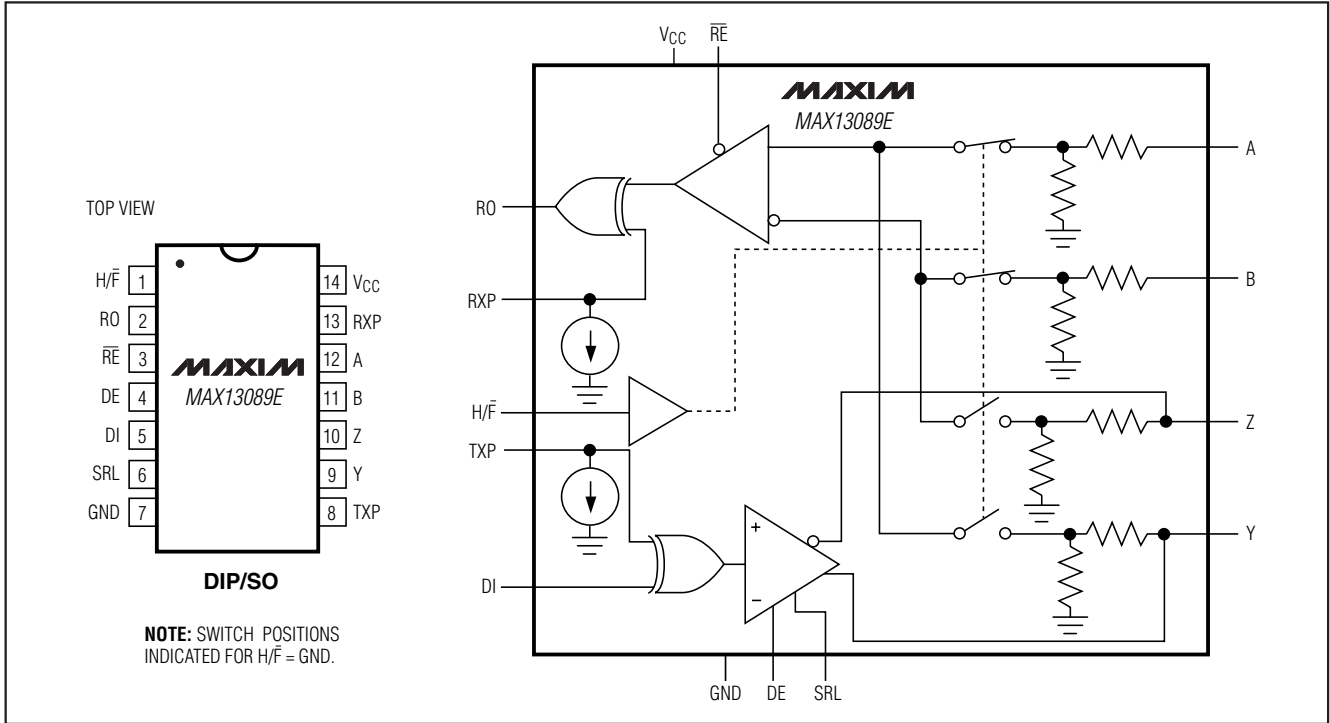 TOP VIEW
H/F̅ 1
RO 2
R̅E̅ 3
DE 4
DI 5
SRL 6
GND 7
14 VCC
13 RXP
12 A
11 B
10 Z
9 Y
8 TXP
MAXIM
MAX13089E
DIP/SO
NOTE: SWITCH POSITIONS
INDICATED FOR H/F̅ = GND.
VCC
R̅E̅
MAXIM
MAX13089E
RO
RXP
H/F̅
TXP
DI
A
B
Z
Y
+
−
GND
DE
SRL